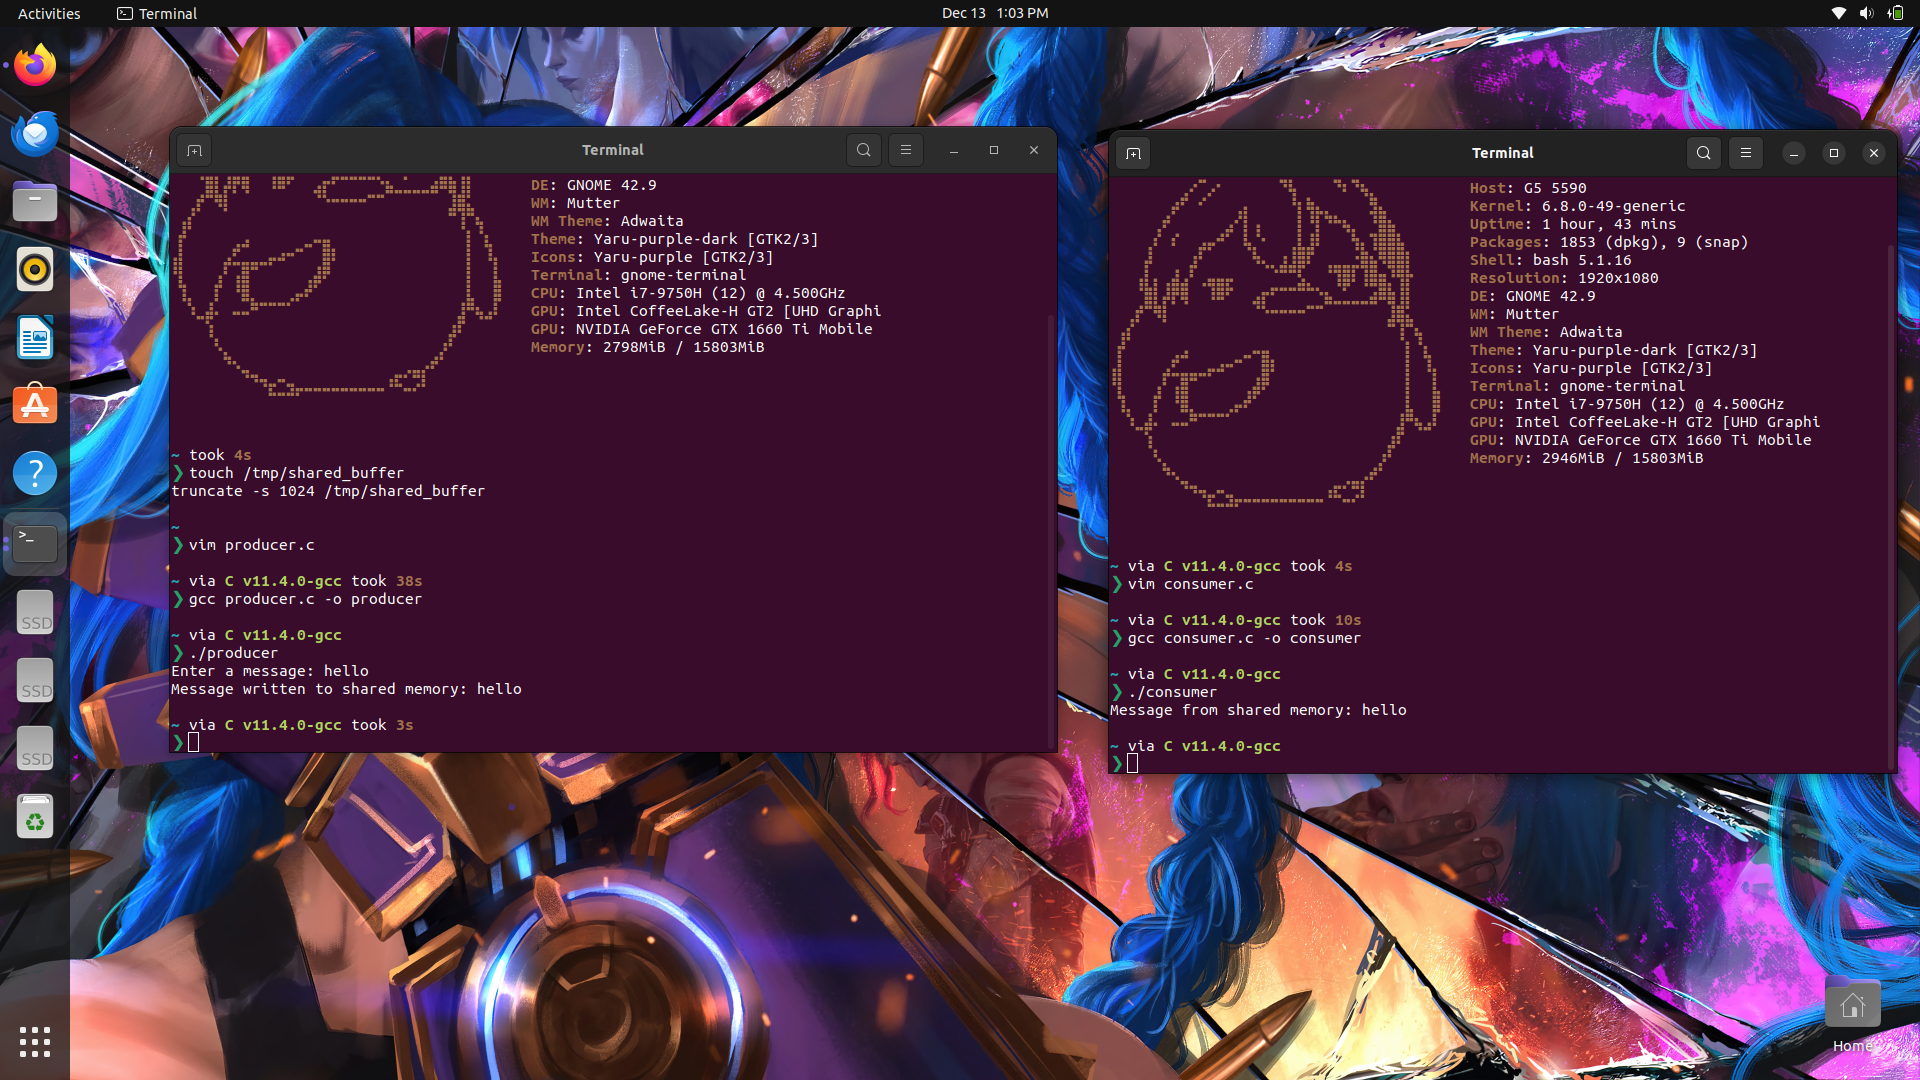 Activities
Terminal
Dec 13 1:03 PM
Terminal
DE: GNOME 42.9
WM: Mutter
WM Theme: Adwaita
Theme: Yaru-purple-dark [GTK2/3]
Icons: Yaru-purple [GTK2/3]
Terminal: gnome-terminal
CPU: Intel i7-9750H (12) @ 4.500GHz
GPU: Intel CoffeeLake-H GT2 [UHD Graphi
GPU: NVIDIA GeForce GTX 1660 Ti Mobile
Memory: 2798MiB / 15803MiB
~ took 4s
❯ touch /tmp/shared_buffer
truncate -s 1024 /tmp/shared_buffer
~
❯ vim producer.c
~ via C v11.4.0-gcc took 38s
❯ gcc producer.c -o producer
~ via C v11.4.0-gcc
❯ ./producer
Enter a message: hello
Message written to shared memory: hello
~ via C v11.4.0-gcc took 3s
❯
Terminal
Host: G5 5590
Kernel: 6.8.0-49-generic
Uptime: 1 hour, 43 mins
Packages: 1853 (dpkg), 9 (snap)
Shell: bash 5.1.16
Resolution: 1920x1080
DE: GNOME 42.9
WM: Mutter
WM Theme: Adwaita
Theme: Yaru-purple-dark [GTK2/3]
Icons: Yaru-purple [GTK2/3]
Terminal: gnome-terminal
CPU: Intel i7-9750H (12) @ 4.500GHz
GPU: Intel CoffeeLake-H GT2 [UHD Graphi
GPU: NVIDIA GeForce GTX 1660 Ti Mobile
Memory: 2946MiB / 15803MiB
~ via C v11.4.0-gcc took 4s
❯ vim consumer.c
~ via C v11.4.0-gcc took 10s
❯ gcc consumer.c -o consumer
~ via C v11.4.0-gcc
❯ ./consumer
Message from shared memory: hello
~ via C v11.4.0-gcc
❯
SSD
SSD
SSD
Home